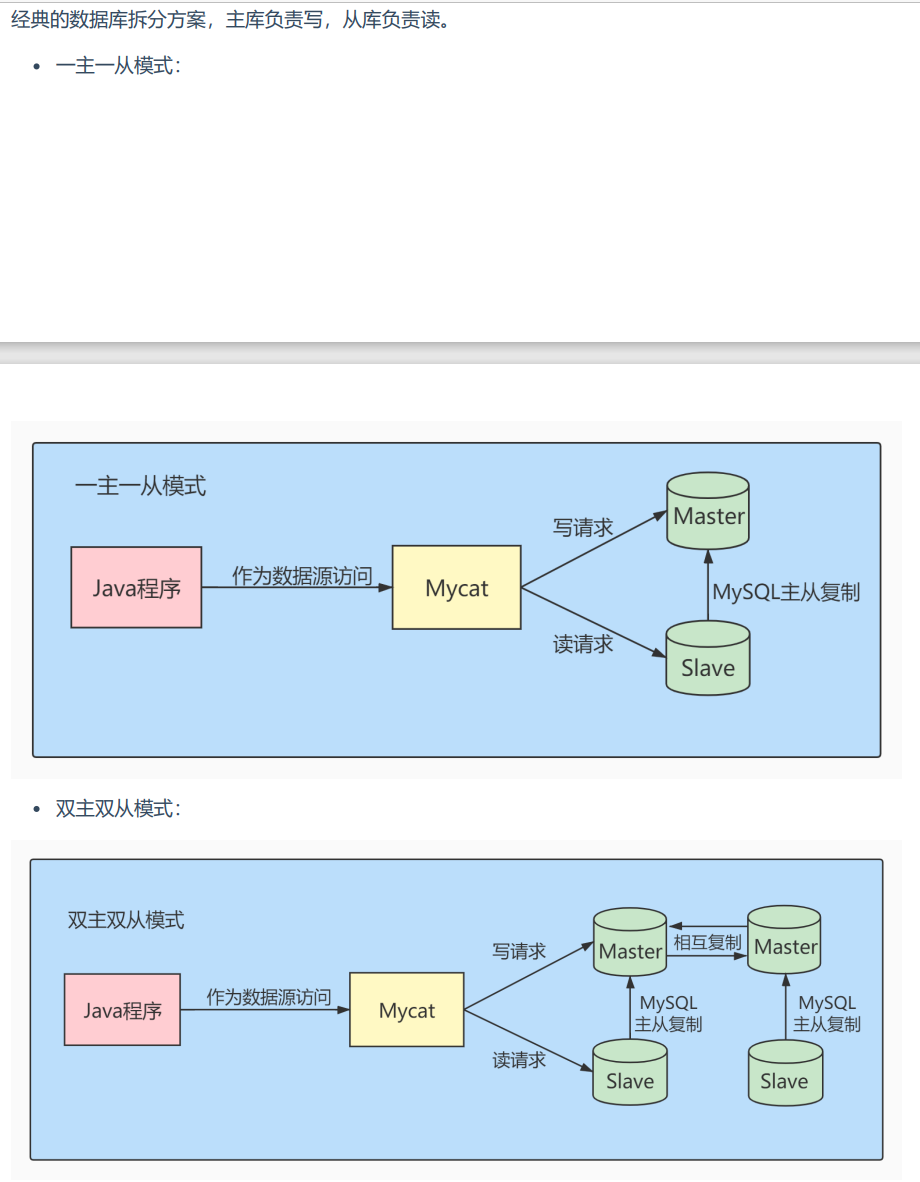 经典的数据库拆分方案，主库负责写，从库负责读。
一主一从模式：
一主一从模式
Java程序
作为数据源访问
Mycat
写请求
读请求
Master
MySQL主从复制
Slave
双主双从模式：
双主双从模式
Java程序
作为数据源访问
Mycat
写请求
读请求
Master
相互复制
Master
MySQL
主从复制
MySQL
主从复制
Slave
Slave